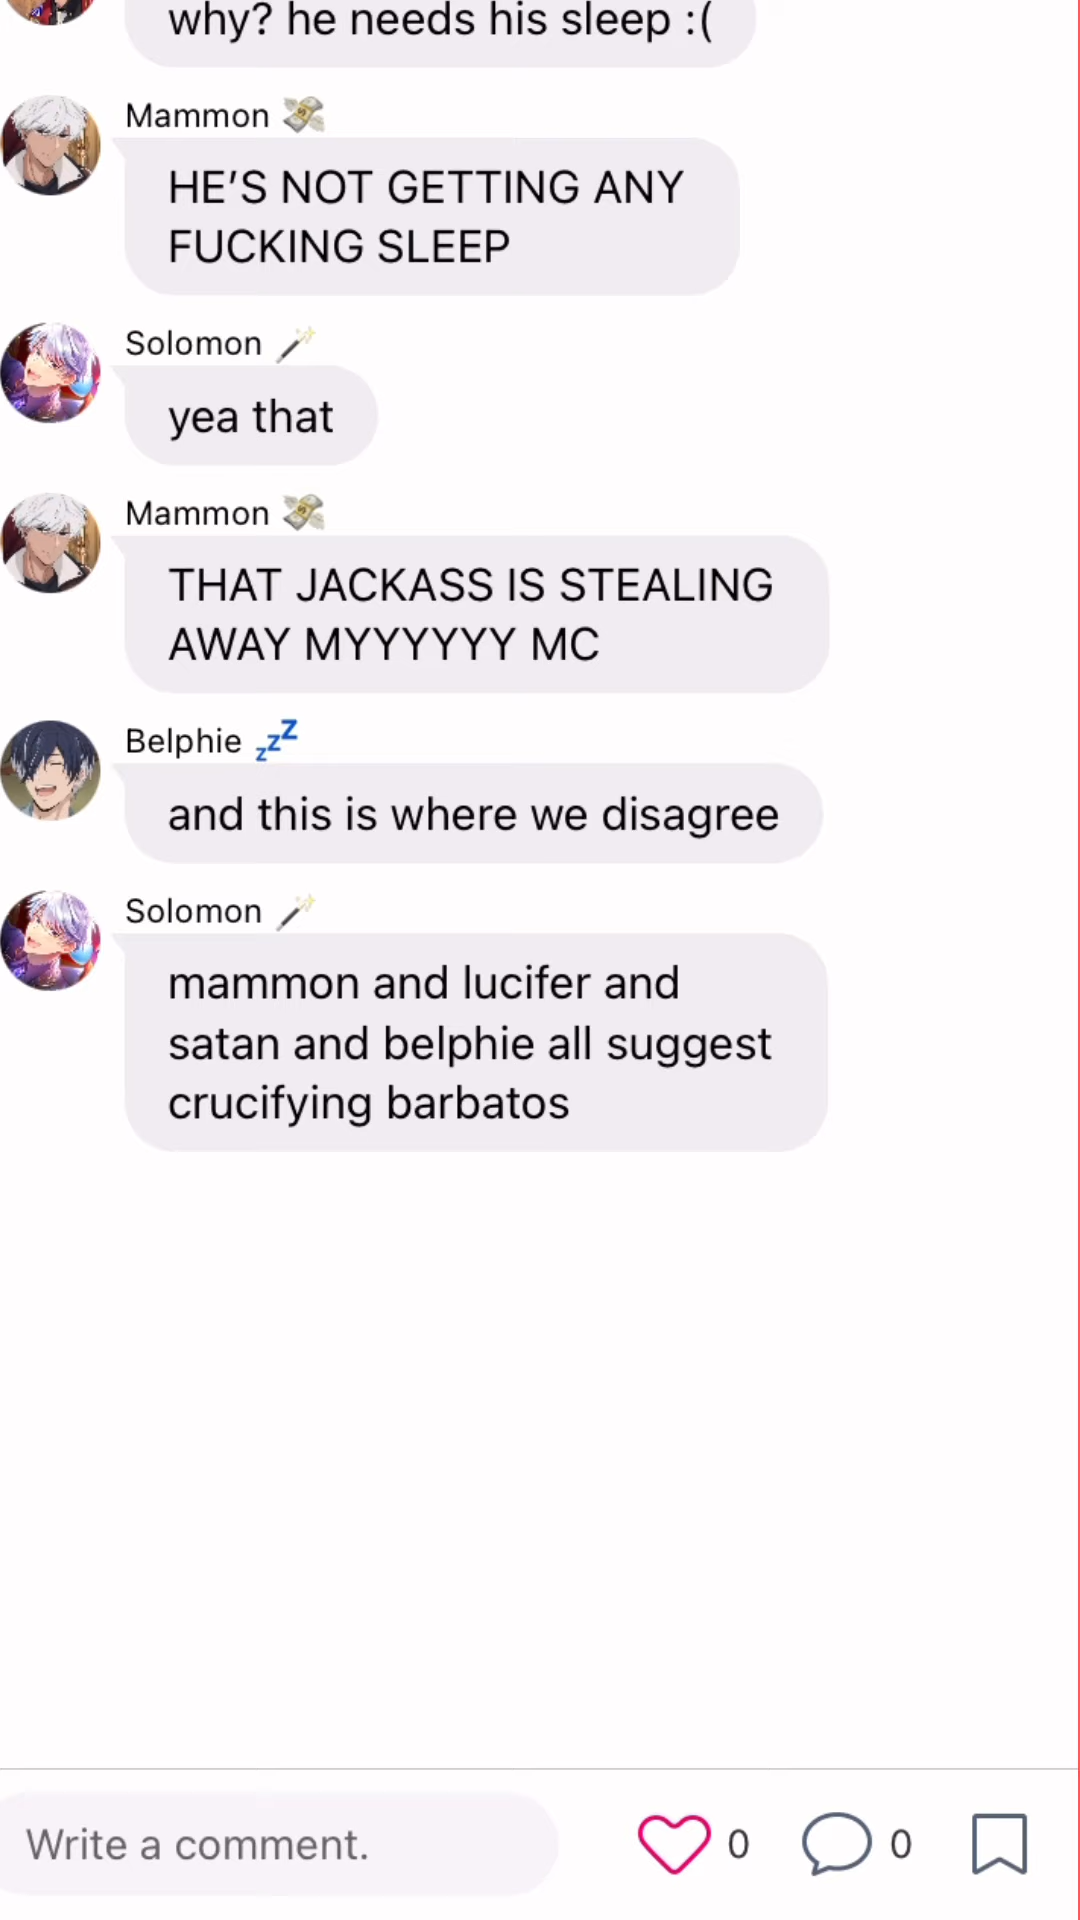 why? he needs his sleep :(
Mammon 💸
HE’S NOT GETTING ANY
FUCKING SLEEP
Solomon 🪄
yea that
Mammon 💸
THAT JACKASS IS STEALING
AWAY MYYYYYY MC
Belphie 💤
and this is where we disagree
Solomon 🪄
mammon and lucifer and
satan and belphie all suggest
crucifying barbatos
Write a comment.
0
0